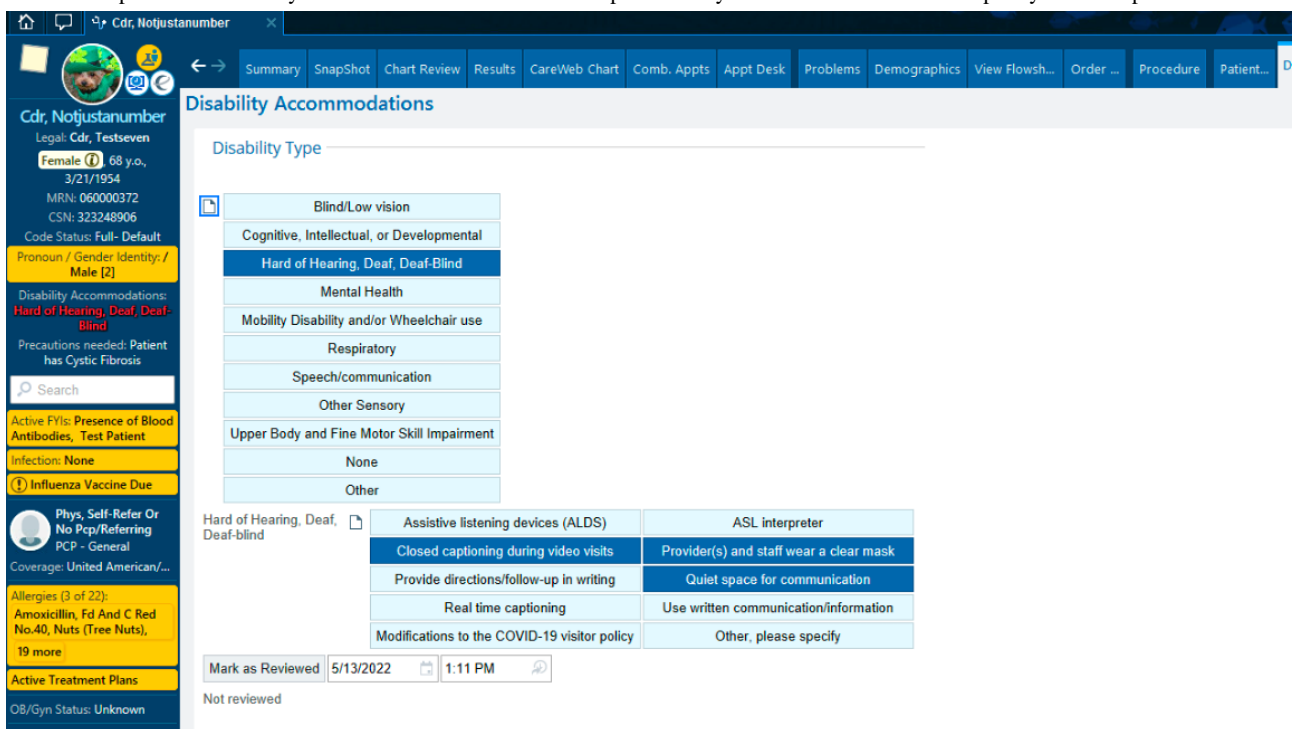 Cdr, Notjustanumber ×
Summary SnapShot Chart Review Results CareWeb Chart Comb. Appts Appt Desk Problems Demographics View Flowsh... Order ... Procedure Patient... D
Cdr, Notjustanumber
Legal: Cdr, Testseven
Female, 68 y.o.,
3/21/1954
MRN: 060000372
CSN: 323248906
Code Status: Full- Default
Pronoun / Gender Identity: /
Male [2]
Disability Accommodations:
Hard of Hearing, Deaf, Deaf-
Blind
Precautions needed: Patient
has Cystic Fibrosis
Search
Active FYIs: Presence of Blood
Antibodies, Test Patient
Infection: None
Influenza Vaccine Due
Phys, Self-Refer Or
No Pcp/Referring
PCP - General
Coverage: United American/...
Allergies (3 of 22):
Amoxicillin, Fd And C Red
No.40, Nuts (Tree Nuts),
19 more
Active Treatment Plans
OB/Gyn Status: Unknown
Disability Accommodations
Disability Type
Blind/Low vision
Cognitive, Intellectual, or Developmental
Hard of Hearing, Deaf, Deaf-Blind
Mental Health
Mobility Disability and/or Wheelchair use
Respiratory
Speech/communication
Other Sensory
Upper Body and Fine Motor Skill Impairment
None
Other
Hard of Hearing, Deaf,
Deaf-blind
Assistive listening devices (ALDS) ASL interpreter
Closed captioning during video visits Provider(s) and staff wear a clear mask
Provide directions/follow-up in writing Quiet space for communication
Real time captioning Use written communication/information
Modifications to the COVID-19 visitor policy Other, please specify
Mark as Reviewed 5/13/2022 1:11 PM
Not reviewed